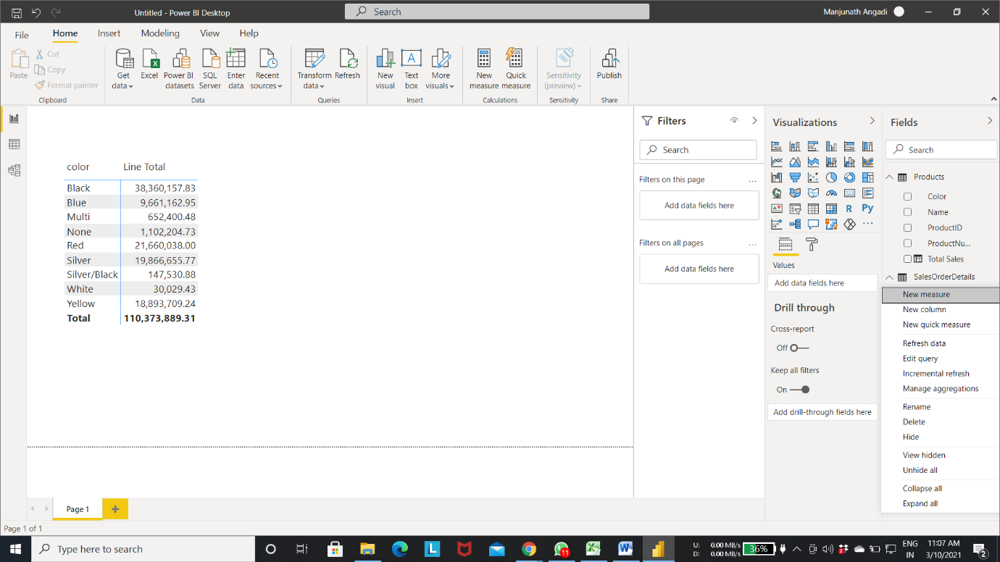 Untitled - Power BI Desktop
Search
Manjunath Angadi
File Home Insert Modeling View Help
Paste
Cut
Copy
Format painter
Clipboard
Get data
Excel
Power BI datasets
SQL Server
Enter data
Recent sources
Data
Transform data
Refresh
Queries
New visual
Text box
More visuals
Insert
New measure
Quick measure
Calculations
Sensitivity (preview)
Sensitivity
Publish
Share
color Line Total
Black 38,360,157.83
Blue 9,661,162.95
Multi 652,400.48
None 1,102,204.73
Red 21,660,038.00
Silver 19,866,655.77
Silver/Black 147,530.88
White 30,029.43
Yellow 18,893,709.24
Total 110,373,889.31
Filters
Search
Filters on this page ...
Add data fields here
Filters on all pages ...
Add data fields here
Visualizations
123
R Py
...
Values
Add data fields here
Drill through
Cross-report
Off
Keep all filters
On
Add drill-through fields here
Fields
Search
Products
Color
Name
ProductID
ProductNu...
Total Sales
SalesOrderDetails
New measure
New column
New quick measure
Refresh data
Edit query
Incremental refresh
Manage aggregations
Rename
Delete
Hide
View hidden
Unhide all
Collapse all
Expand all
Page 1 +
Page 1 of 1
Type here to search
L
11
W
U: 0.00 MB/s
D: 0.00 MB/s
36%
2
ENG
IN
11:07 AM
3/10/2021
2